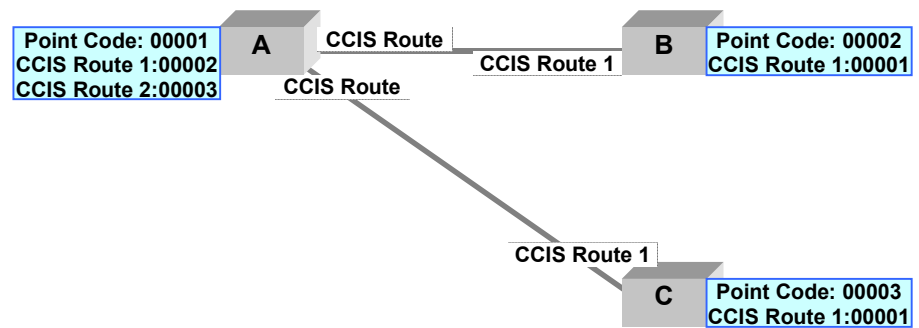 Point Code: 00001
CCIS Route 1:00002
CCIS Route 2:00003
A
CCIS Route
CCIS Route 1
B
Point Code: 00002
CCIS Route 1:00001
CCIS Route
CCIS Route 1
C
Point Code: 00003
CCIS Route 1:00001